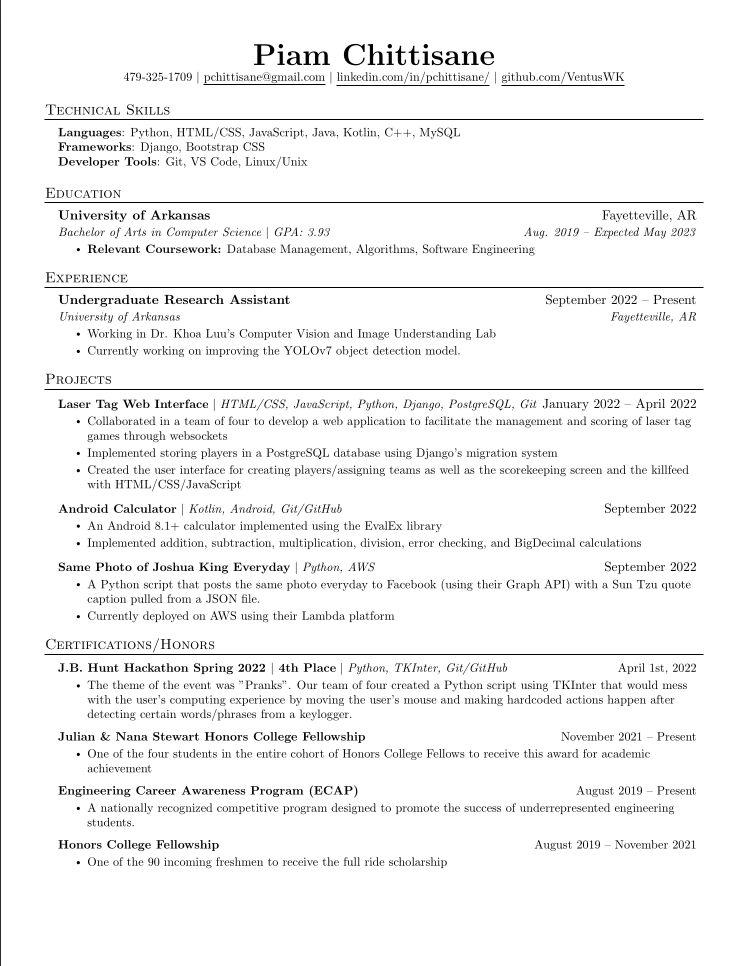 Piam Chittisane
479-325-1709 | pchittisane@gmail.com | linkedin.com/in/pchittisane/ | github.com/VentusWK
Technical Skills
Languages: Python, HTML/CSS, JavaScript, Java, Kotlin, C++, MySQL
Frameworks: Django, Bootstrap CSS
Developer Tools: Git, VS Code, Linux/Unix
Education
University of Arkansas Fayetteville, AR
Bachelor of Arts in Computer Science | GPA: 3.93 Aug. 2019 – Expected May 2023
• Relevant Coursework: Database Management, Algorithms, Software Engineering
Experience
Undergraduate Research Assistant September 2022 – Present
University of Arkansas Fayetteville, AR
• Working in Dr. Khoa Luu's Computer Vision and Image Understanding Lab
• Currently working on improving the YOLOv7 object detection model.
Projects
Laser Tag Web Interface | HTML/CSS, JavaScript, Python, Django, PostgreSQL, Git January 2022 – April 2022
• Collaborated in a team of four to develop a web application to facilitate the management and scoring of laser tag
games through websockets
• Implemented storing players in a PostgreSQL database using Django's migration system
• Created the user interface for creating players/assigning teams as well as the scorekeeping screen and the killfeed
with HTML/CSS/JavaScript
Android Calculator | Kotlin, Android, Git/GitHub September 2022
• An Android 8.1+ calculator implemented using the EvalEx library
• Implemented addition, subtraction, multiplication, division, error checking, and BigDecimal calculations
Same Photo of Joshua King Everyday | Python, AWS September 2022
• A Python script that posts the same photo everyday to Facebook (using their Graph API) with a Sun Tzu quote
caption pulled from a JSON file.
• Currently deployed on AWS using their Lambda platform
Certifications/Honors
J.B. Hunt Hackathon Spring 2022 | 4th Place | Python, TKInter, Git/GitHub April 1st, 2022
• The theme of the event was ”Pranks”. Our team of four created a Python script using TKInter that would mess
with the user's computing experience by moving the user's mouse and making hardcoded actions happen after
detecting certain words/phrases from a keylogger.
Julian & Nana Stewart Honors College Fellowship November 2021 – Present
• One of the four students in the entire cohort of Honors College Fellows to receive this award for academic
achievement
Engineering Career Awareness Program (ECAP) August 2019 – Present
• A nationally recognized competitive program designed to promote the success of underrepresented engineering
students.
Honors College Fellowship August 2019 – November 2021
• One of the 90 incoming freshmen to receive the full ride scholarship